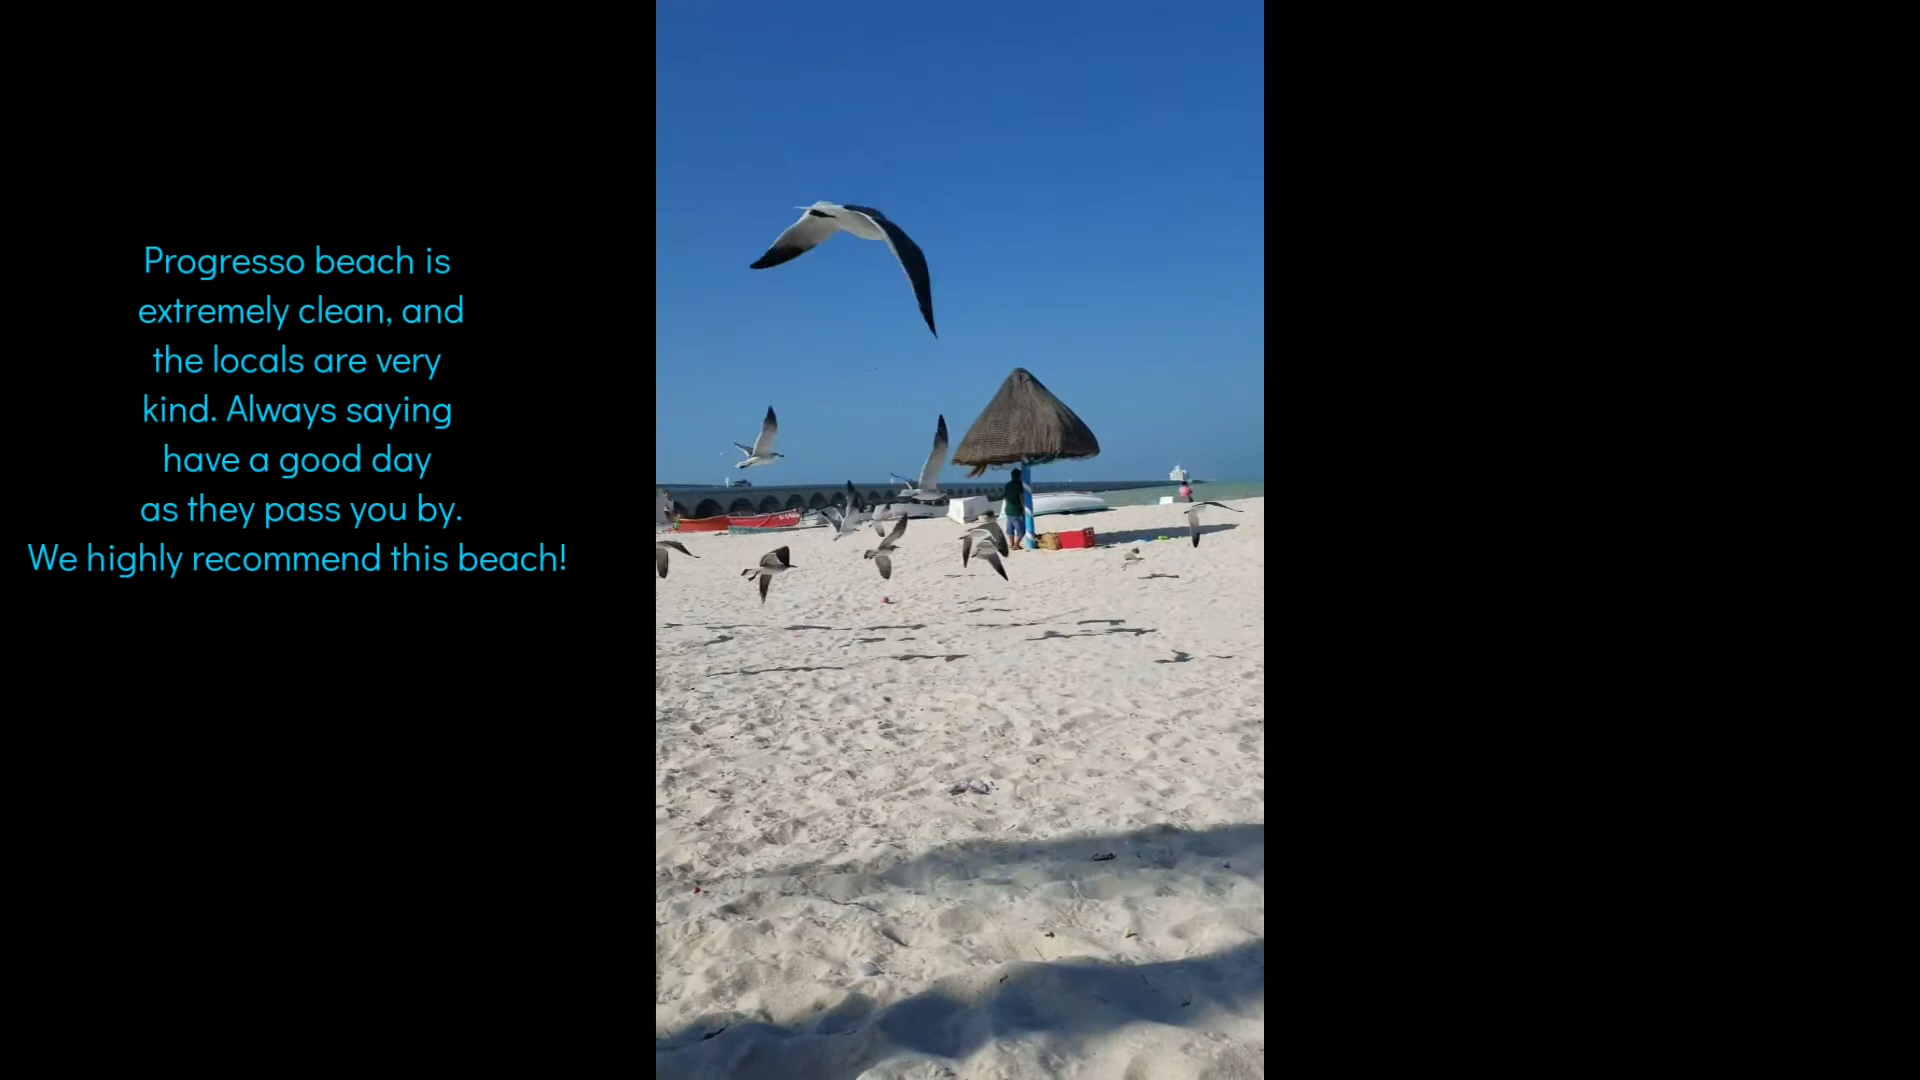 Progresso beach is
extremely clean, and
the locals are very
kind. Always saying
have a good day
as they pass you by.
We highly recommend this beach!